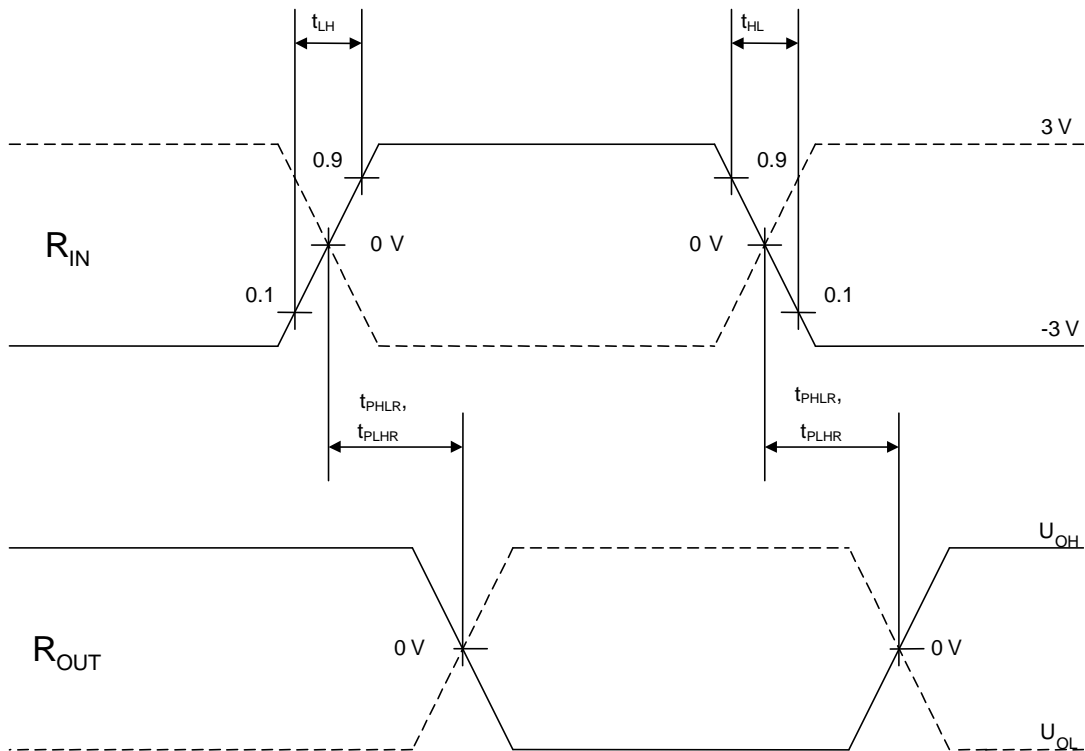 tLH
tHL
3 V
0.9
0.9
RIN
0 V
0 V
0.1
0.1
-3 V
tPHLR,
tPLHR
tPHLR,
tPLHR
UOH
ROUT
0 V
0 V
UOL